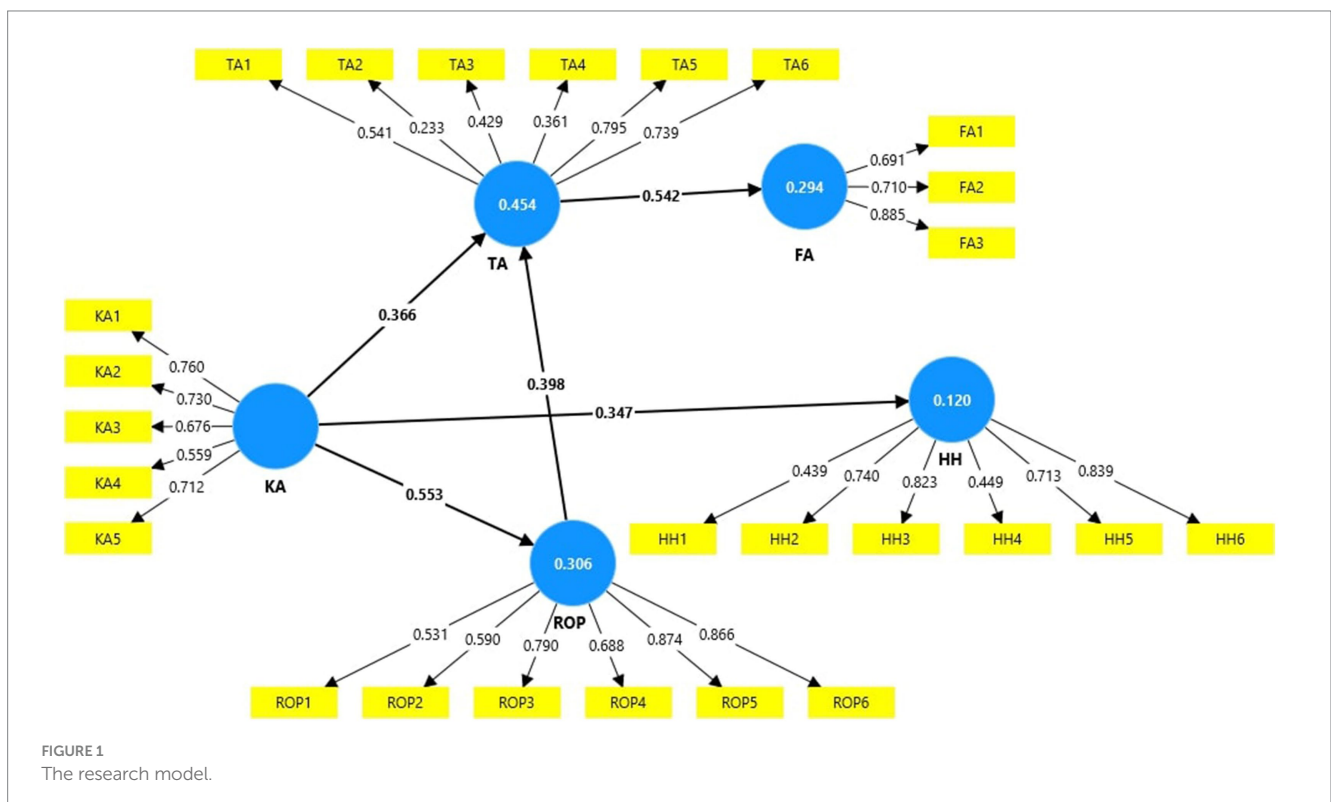 TA1 TA2 TA3 TA4 TA5 TA6
0.541 0.233 0.429 0.361 0.795 0.739
FA1
0.691
FA2
0.710
FA3
0.885
0.454
TA
0.542
0.294
FA
0.366
0.398
KA1
0.760
KA2
0.730
KA3
0.676
KA4
0.559
KA5
0.712
KA
0.347
0.120
HH
0.439 0.740 0.823 0.449 0.713 0.839
HH1 HH2 HH3 HH4 HH5 HH6
0.553
0.306
ROP
0.531 0.590 0.790 0.688 0.874 0.866
ROP1 ROP2 ROP3 ROP4 ROP5 ROP6
FIGURE 1
The research model.